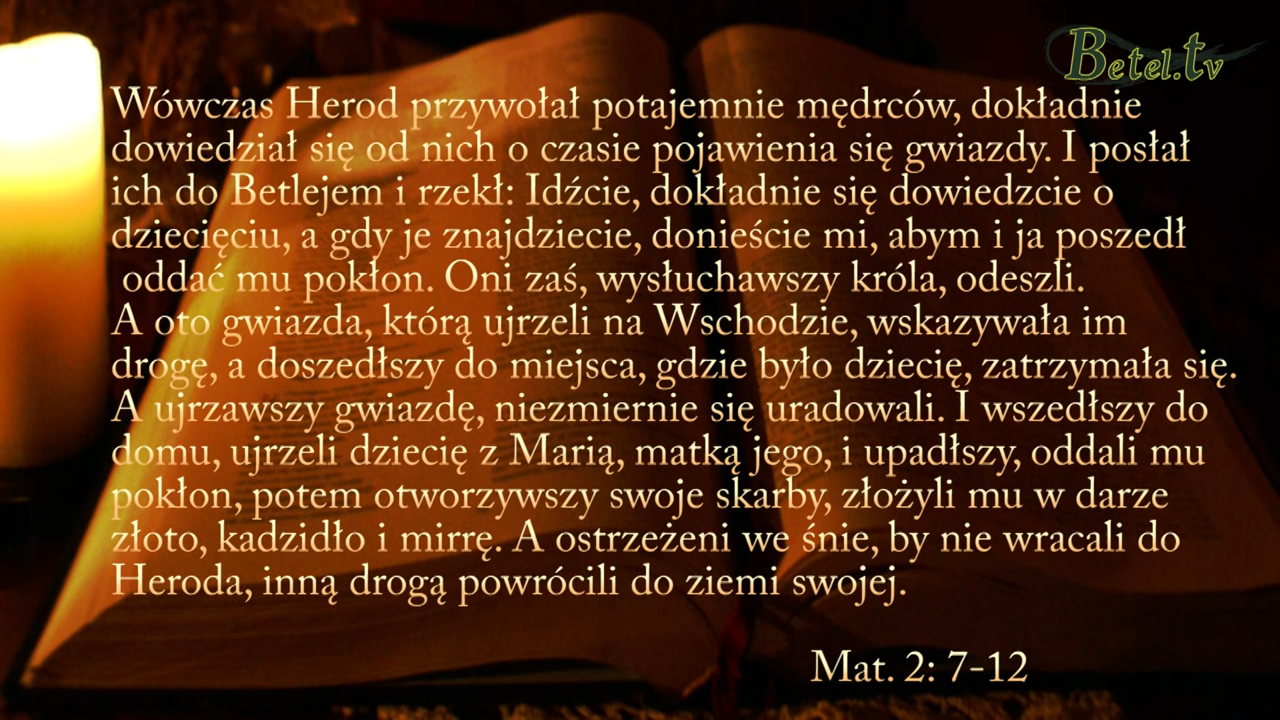 Betel.tv
Wówczas Herod przywołał potajemnie mędrców, dokładnie
dowiedział się od nich o czasie pojawienia się gwiazdy. I posłał
ich do Betlejem i rzekł: Idźcie, dokładnie się dowiedzcie o
dziecięciu, a gdy je znajdziecie, donieście mi, abym i ja poszedł
oddać mu pokłon. Oni zaś, wysłuchawszy króla, odeszli.
A oto gwiazda, którą ujrzeli na Wschodzie, wskazywała im
drogę, a doszedłszy do miejsca, gdzie było dziecię, zatrzymała się.
A ujrzawszy gwiazdę, niezmiernie się uradowali. I wszedłszy do
domu, ujrzeli dziecię z Marią, matką jego, i upadłszy, oddali mu
pokłon, potem otworzywszy swoje skarby, złożyli mu w darze
złoto, kadzidło i mirrę. A ostrzeżeni we śnie, by nie wracali do
Heroda, inną drogą powrócili do ziemi swojej.
Mat. 2: 7-12